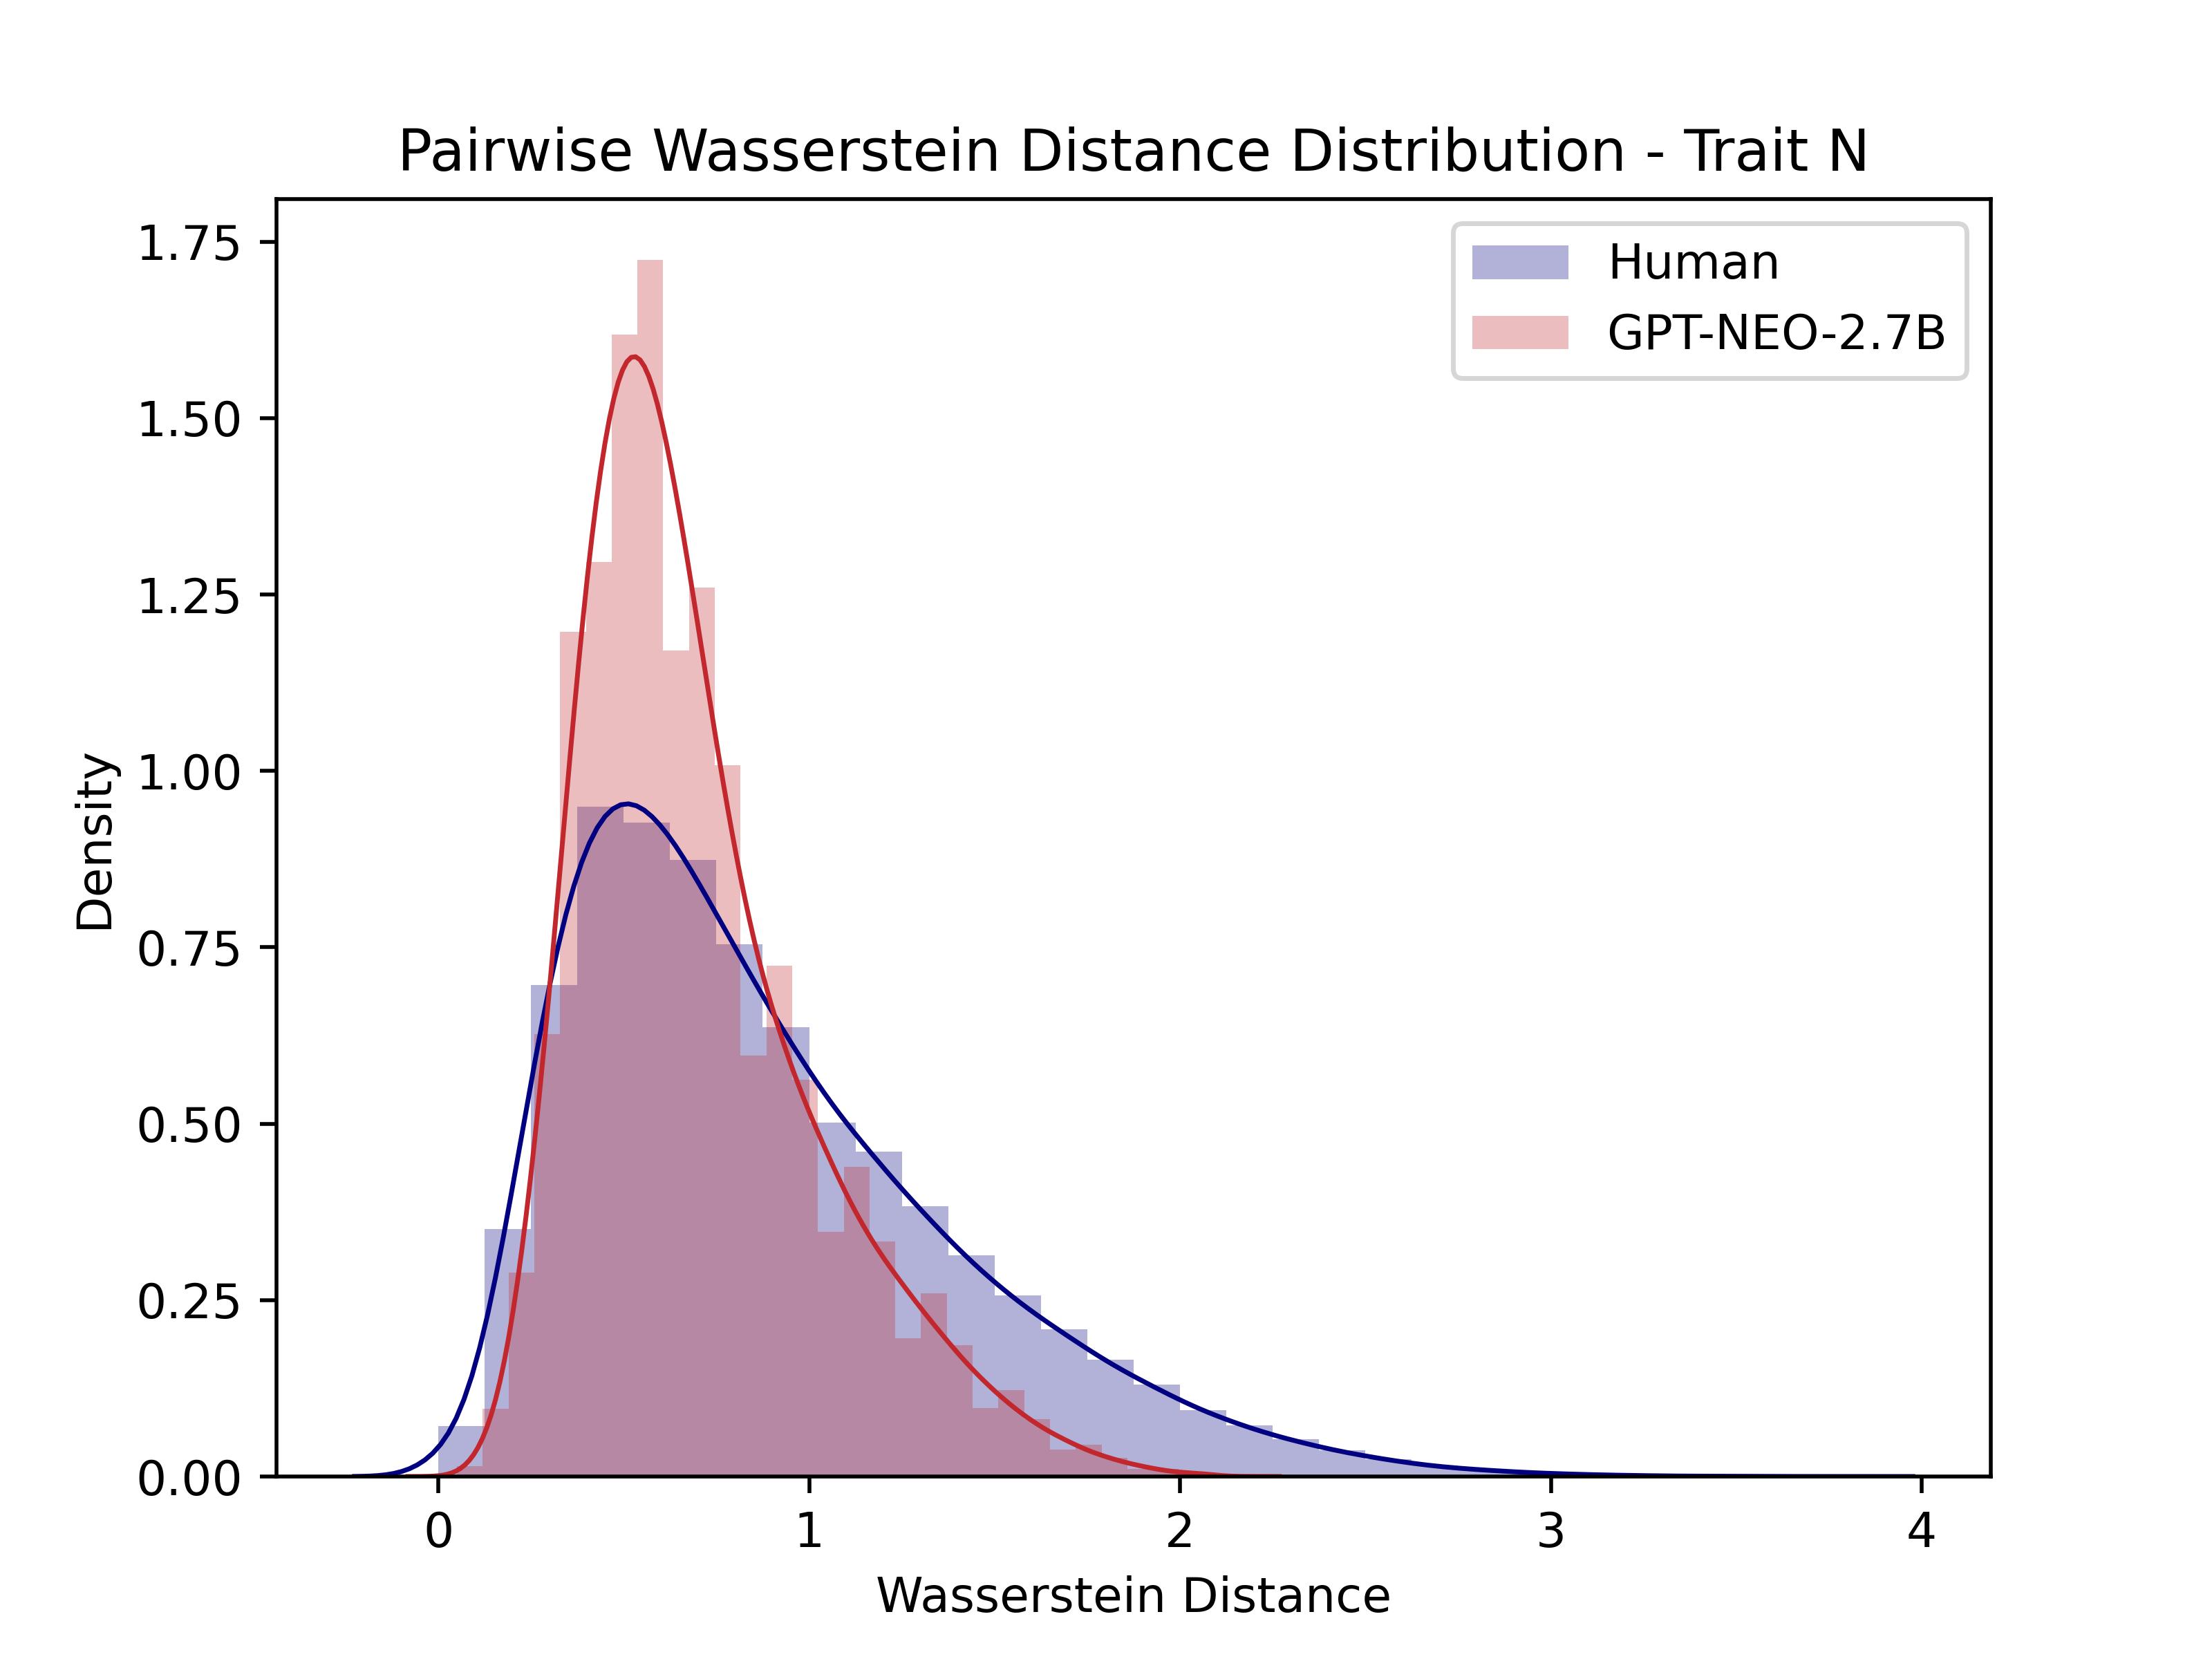 Pairwise Wasserstein Distance Distribution - Trait N
Human
GPT-NEO-2.7B
1.75
1.50
1.25
1.00
0.75
0.50
0.25
0.00
Density
0 1 2 3 4
Wasserstein Distance